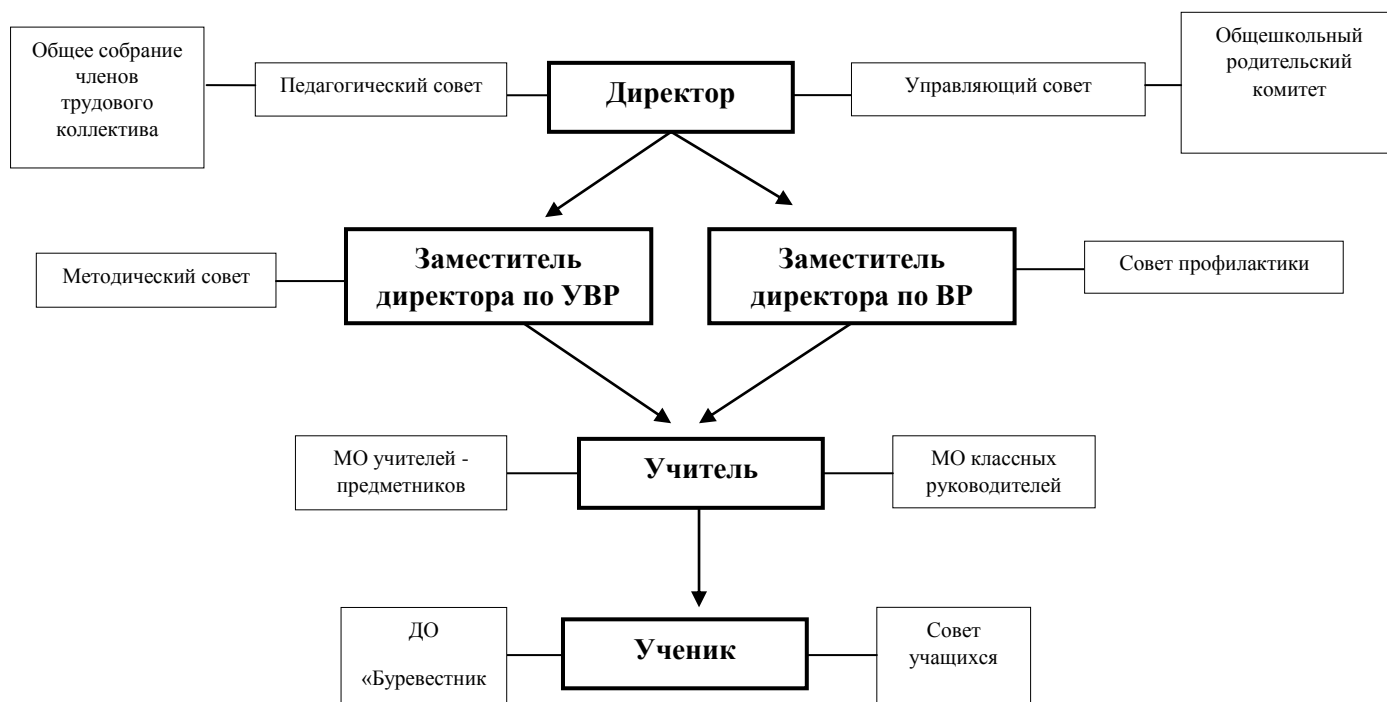 Общее собрание
членов
трудового
коллектива
Педагогический совет
Директор
Управляющий совет
Общешкольный
родительский
комитет
Методический совет
Заместитель
директора по УВР
Заместитель
директора по ВР
Совет профилактики
МО учителей -
предметников
Учитель
МО классных
руководителей
ДО
«Буревестник
Ученик
Совет
учащихся